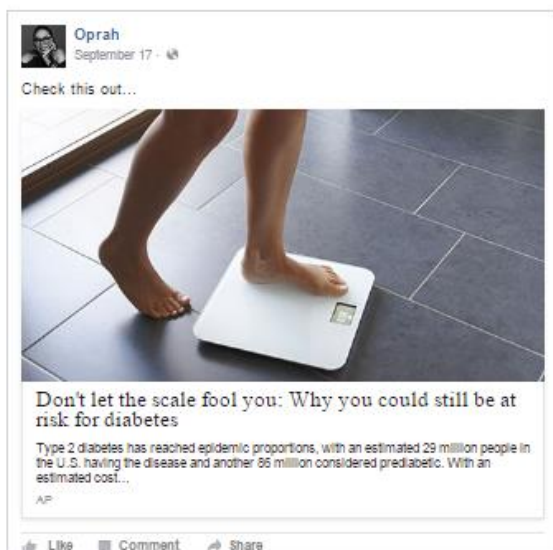 Oprah
September 17 ·
Check this out...
Don't let the scale fool you: Why you could still be at
risk for diabetes
Type 2 diabetes has reached epidemic proportions, with an estimated 29 million people in
the U.S. having the disease and another 86 million considered prediabetic. With an
estimated cost...
AP
Like Comment Share